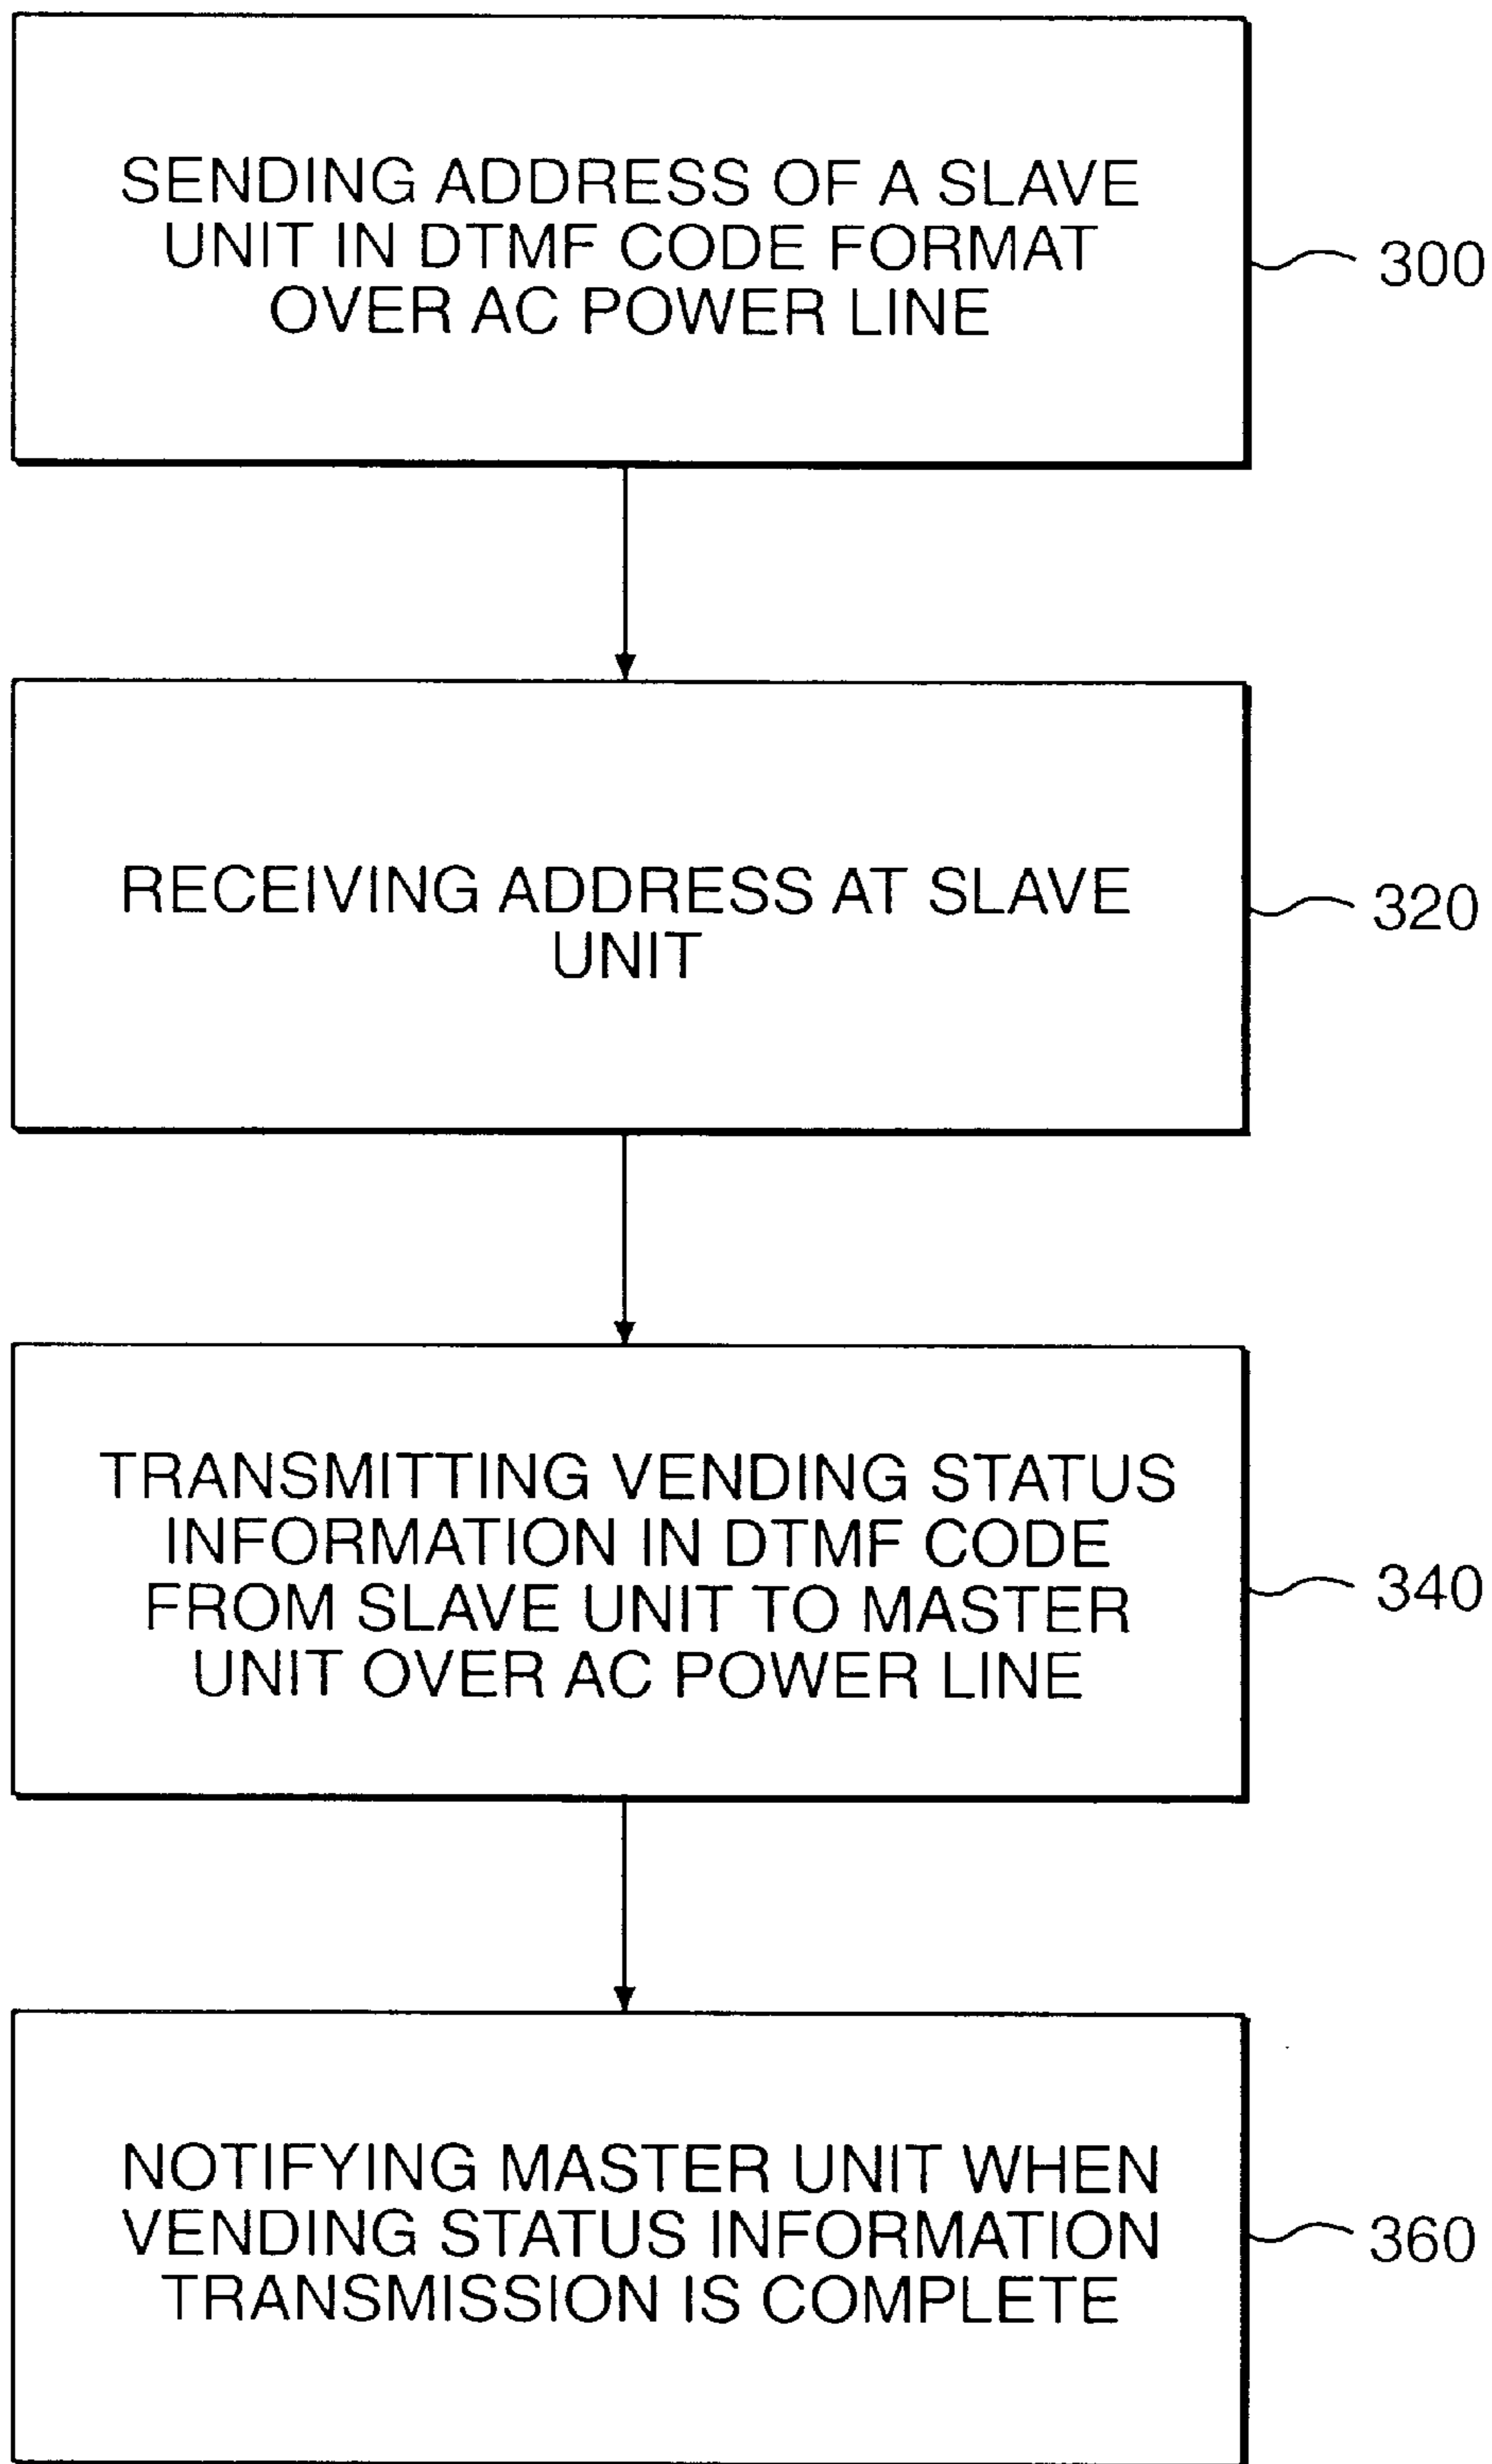 SENDING ADDRESS OF A SLAVE
UNIT IN DTMF CODE FORMAT
OVER AC POWER LINE
300
RECEIVING ADDRESS AT SLAVE
UNIT
320
TRANSMITTING VENDING STATUS
INFORMATION IN DTMF CODE
FROM SLAVE UNIT TO MASTER
UNIT OVER AC POWER LINE
340
NOTIFYING MASTER UNIT WHEN
VENDING STATUS INFORMATION
TRANSMISSION IS COMPLETE
360